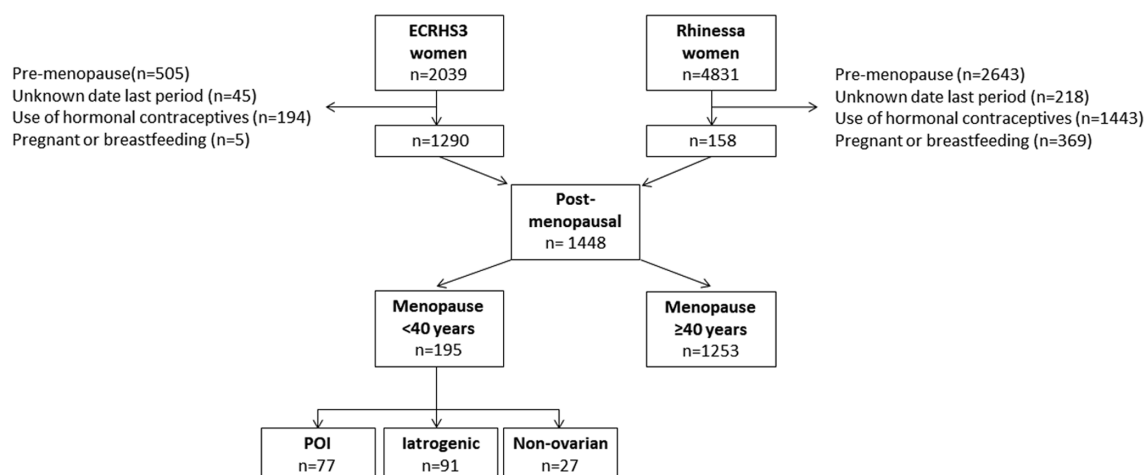 ECRHS3
women
n=2039
Rhinessa
women
n=4831
Pre-menopause(n=505)
Unknown date last period (n=45)
Use of hormonal contraceptives (n=194)
Pregnant or breastfeeding (n=5)
Pre-menopause (n=2643)
Unknown date last period (n=218)
Use of hormonal contraceptives (n=1443)
Pregnant or breastfeeding (n=369)
n=1290
n=158
Post-
menopausal
n= 1448
Menopause
<40 years
n=195
Menopause
≥40 years
n=1253
POI
n=77
Iatrogenic
n=91
Non-ovarian
n=27